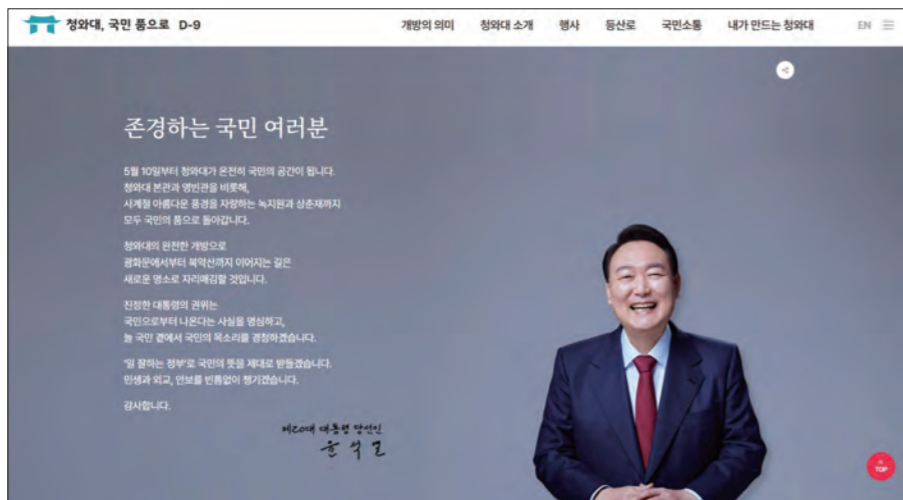 청와대, 국민 품으로 D-9
개방의 의미 청와대 소개 행사 등산로 국민소통 내가 만드는 청와대 EN
존경하는 국민 여러분
5월 10일부터 청와대가 온전히 국민의 공간이 됩니다.
청와대 본관과 영빈관을 비롯해,
사계절 아름다운 풍경을 자랑하는 녹지원과 상춘재까지
모두 국민의 품으로 돌아갑니다.
청와대의 완전한 개방으로
광화문에서부터 북악산까지 이어지는 길은
새로운 명소로 자리매김할 것입니다.
진정한 대통령의 권위는
국민으로부터 나온다는 사실을 명심하고,
늘 국민 곁에서 국민의 목소리를 경청하겠습니다.
'일 잘하는 정부'로 국민의 뜻을 제대로 받들겠습니다.
민생과 외교, 안보를 빈틈없이 챙기겠습니다.
감사합니다.
제20대 대통령 당선인
윤석열
TOP